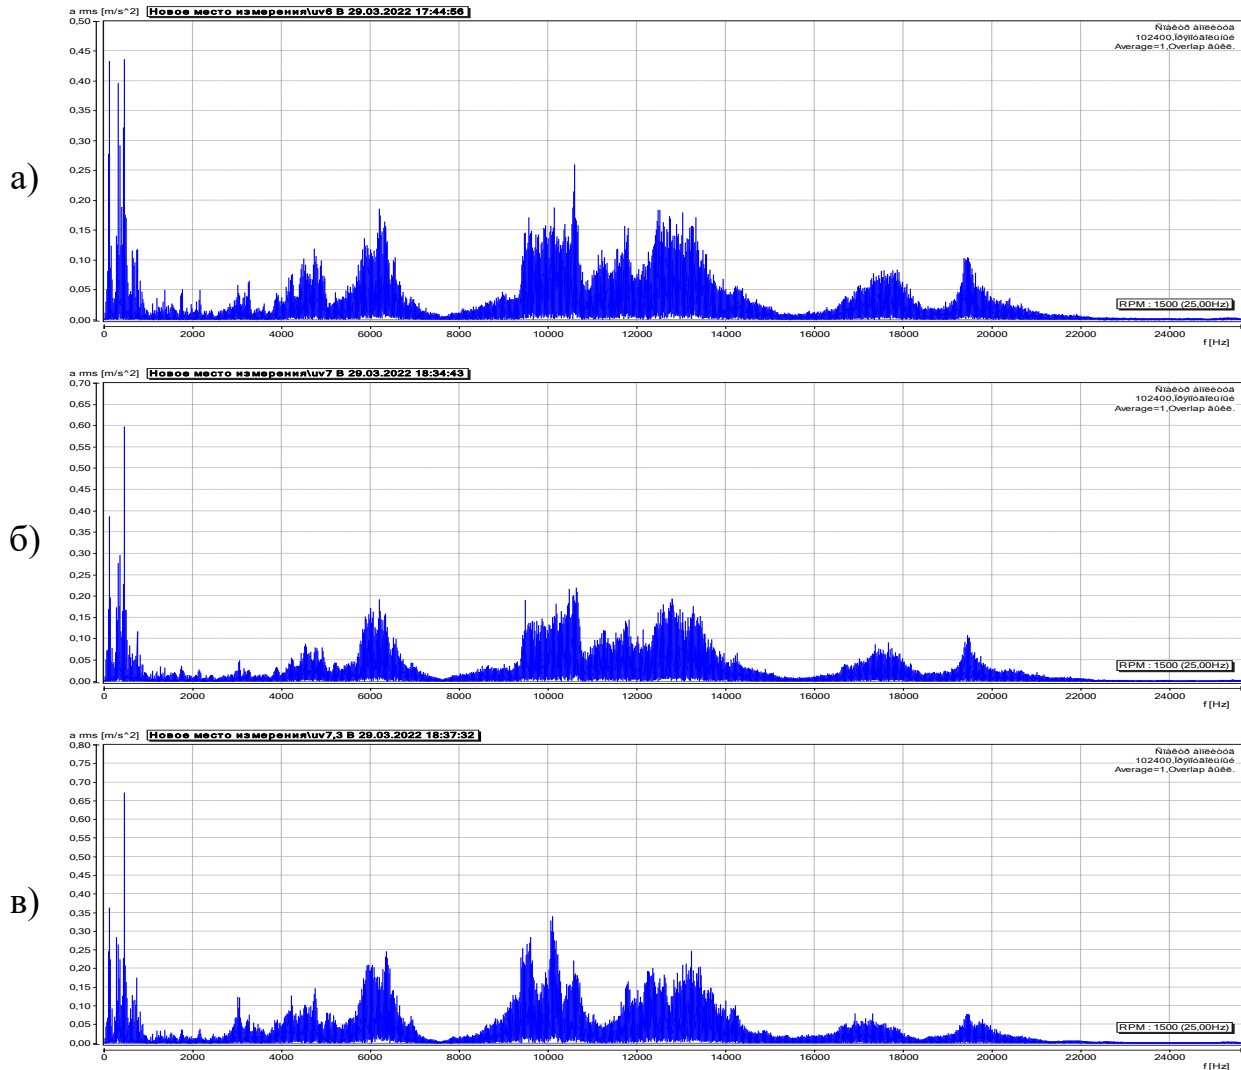 a rms [m/s^2] Новое место измерения\uv6 В 29.03.2022 17:44:56
Average=1,Overlap âûêë.
а)
0,50
0,45
0,40
0,35
0,30
0,25
0,20
0,15
0,10
0,05
0,00
RPM : 1500 (25,00Hz)
0 2000 4000 6000 8000 10000 12000 14000 16000 18000 20000 22000 24000
f [Hz]
a rms [m/s^2] Новое место измерения\uv7 В 29.03.2022 18:34:43
Average=1,Overlap âûêë.
б)
0,70
0,65
0,60
0,55
0,50
0,45
0,40
0,35
0,30
0,25
0,20
0,15
0,10
0,05
0,00
RPM : 1500 (25,00Hz)
0 2000 4000 6000 8000 10000 12000 14000 16000 18000 20000 22000 24000
f [Hz]
a rms [m/s^2] Новое место измерения\uv7,3 В 29.03.2022 18:37:32
Average=1,Overlap âûêë.
в)
0,80
0,75
0,70
0,65
0,60
0,55
0,50
0,45
0,40
0,35
0,30
0,25
0,20
0,15
0,10
0,05
0,00
RPM : 1500 (25,00Hz)
0 2000 4000 6000 8000 10000 12000 14000 16000 18000 20000 22000 24000
f [Hz]